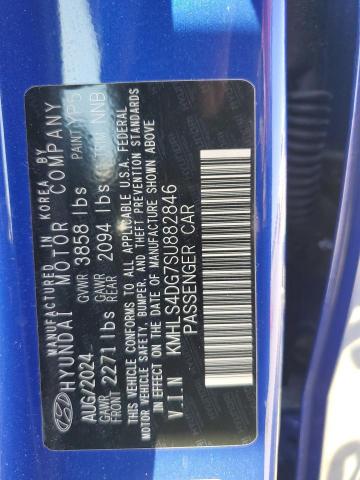 MANUFACTURED IN KOREA BY
HYUNDAI MOTOR COMPANY
AUG/2024 GVWR 3858 lbs PAINT YP5
FRONT 2271 lbs REAR 2094 lbs TRIM NNB
THIS VEHICLE CONFORMS TO ALL APPLICABLE U.S.A. FEDERAL
MOTOR VEHICLE SAFETY, BUMPER, AND THEFT PREVENTION STANDARDS
IN EFFECT ON THE DATE OF MANUFACTURE SHOWN ABOVE
V.I.N KMHLS4DG7SU882846
PASSENGER CAR